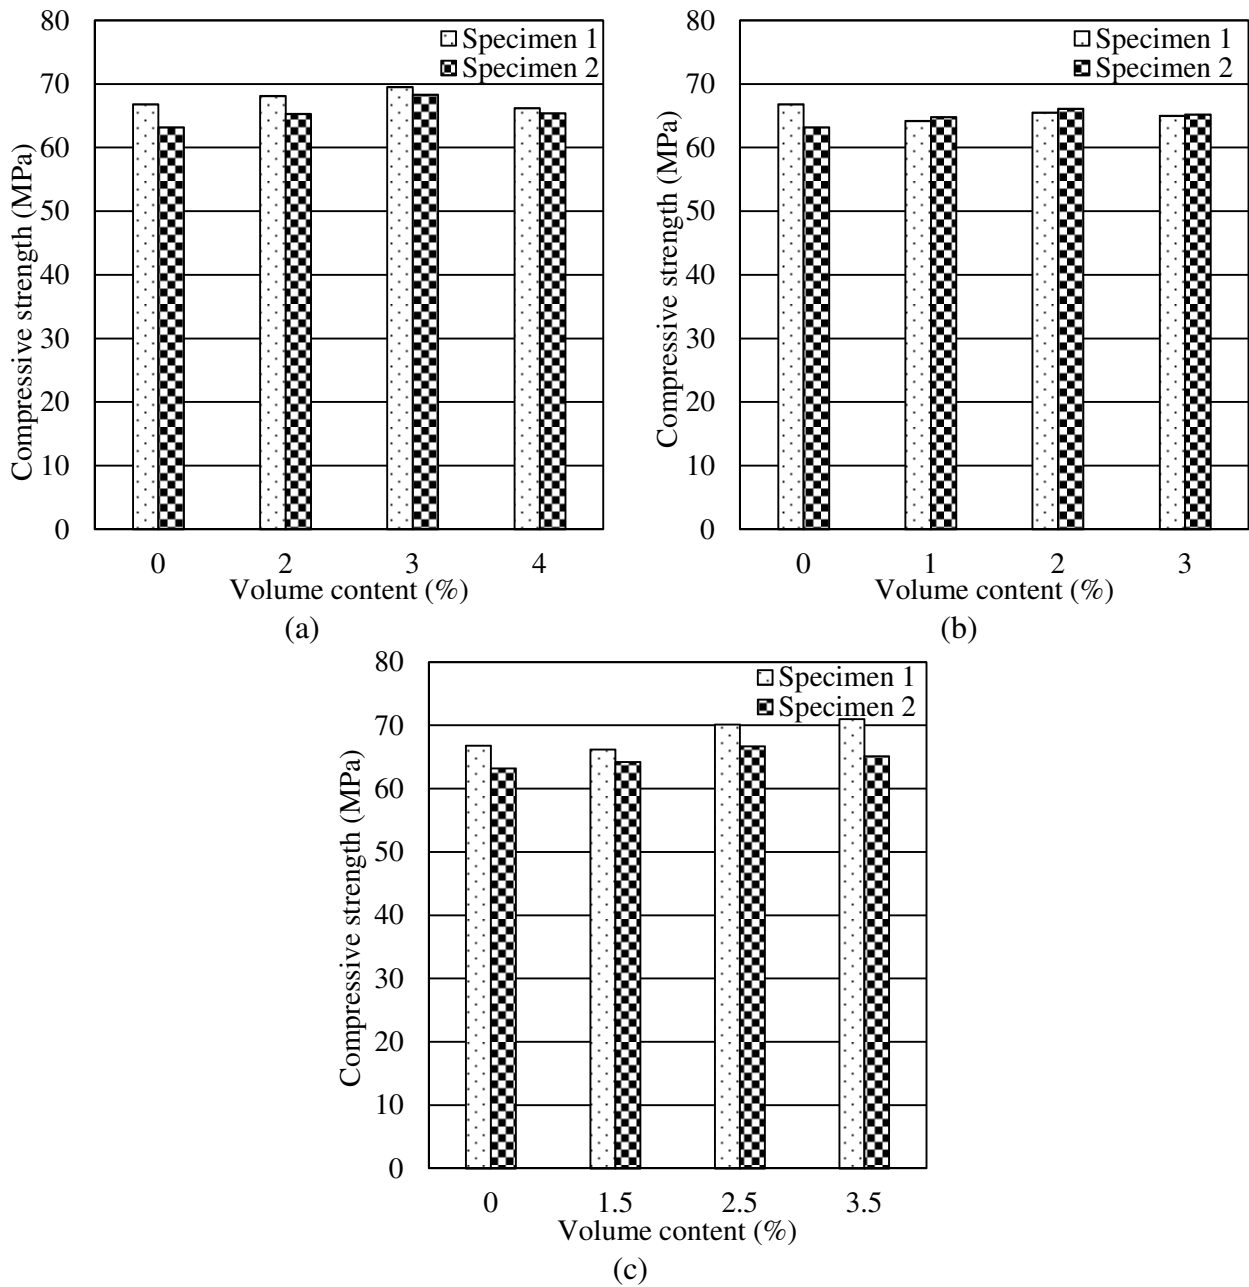 80
70
60
50
40
30
20
10
0
Compressive strength (MPa)
Specimen 1
Specimen 2
0 2 3 4
Volume content (%)
(a)
80
70
60
50
40
30
20
10
0
Compressive strength (MPa)
Specimen 1
Specimen 2
0 1 2 3
Volume content (%)
(b)
80
70
60
50
40
30
20
10
0
Compressive strength (MPa)
Specimen 1
Specimen 2
0 1.5 2.5 3.5
Volume content (%)
(c)